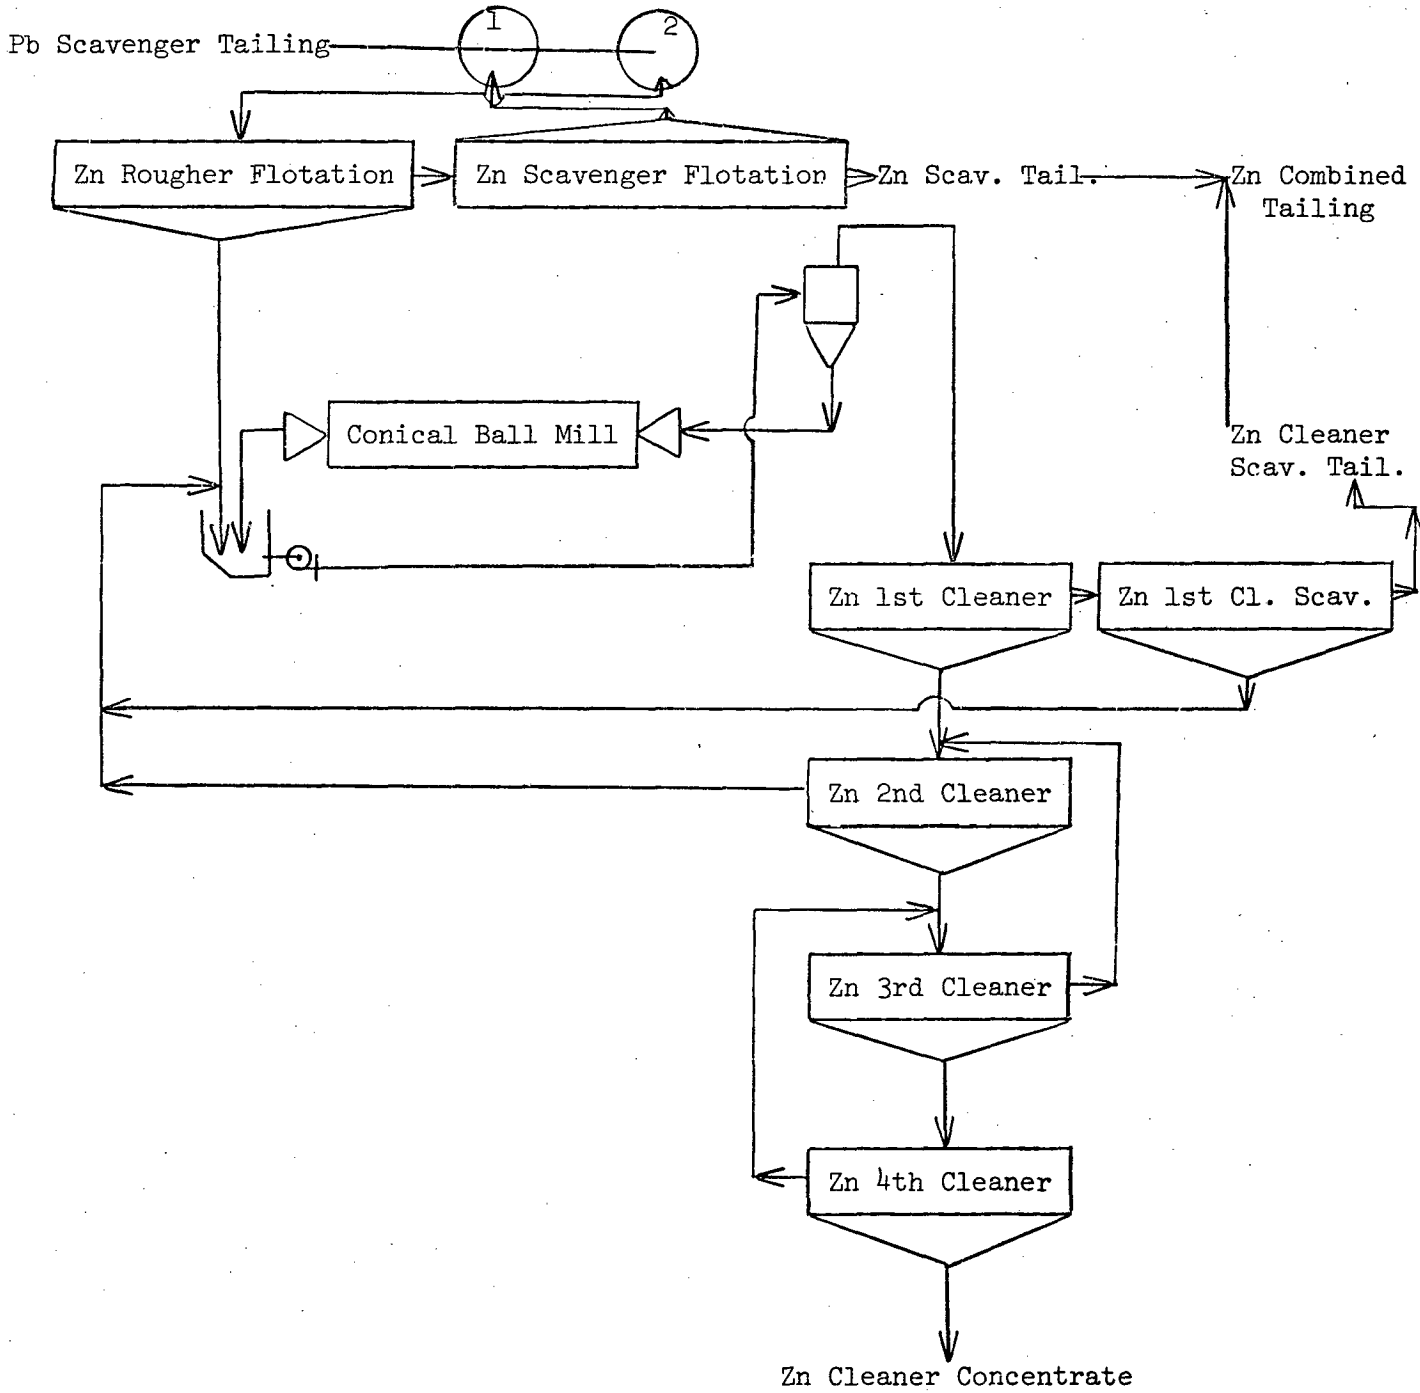 1
2
Pb Scavenger Tailing
Zn Rougher Flotation
Zn Scavenger Flotation
Zn Scav. Tail.
Zn Combined
Tailing
Conical Ball Mill
Zn Cleaner
Scav. Tail.
Zn 1st Cleaner
Zn 1st Cl. Scav.
Zn 2nd Cleaner
Zn 3rd Cleaner
Zn 4th Cleaner
Zn Cleaner Concentrate